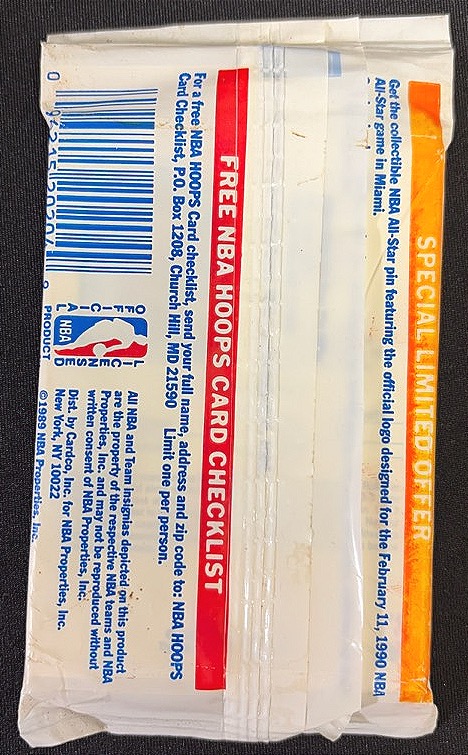 SPECIAL LIMITED OFFER
Get the collectible NBA All-Star pin featuring the official logo designed for the February 11, 1990 NBA
All-Star game in Miami.
FREE NBA HOOPS CARD CHECKLIST
For a free NBA HOOPS Card checklist, send your full name, address and zip code to: NBA HOOPS
Card Checklist, P.O. Box 1208, Church Hill, MD 21590 Limit one per person.
OFFICIAL
LICENSED
NBA
PRODUCT
All NBA and Team insignias depicted on this product
are the property of the respective NBA teams and NBA
Properties, Inc. and may not be reproduced without
written consent of NBA Properties, Inc.
Dist. by Cardco, Inc. for NBA Properties, Inc.
New York, NY 10022
©1989 NBA Properties, Inc.
0